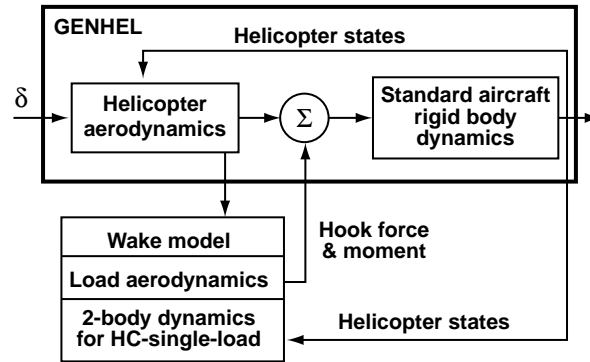 GENHEL
Helicopter states
δ
Helicopter
aerodynamics
Σ
Standard aircraft
rigid body
dynamics
Wake model
Load aerodynamics
2-body dynamics
for HC-single-load
Hook force
& moment
Helicopter states